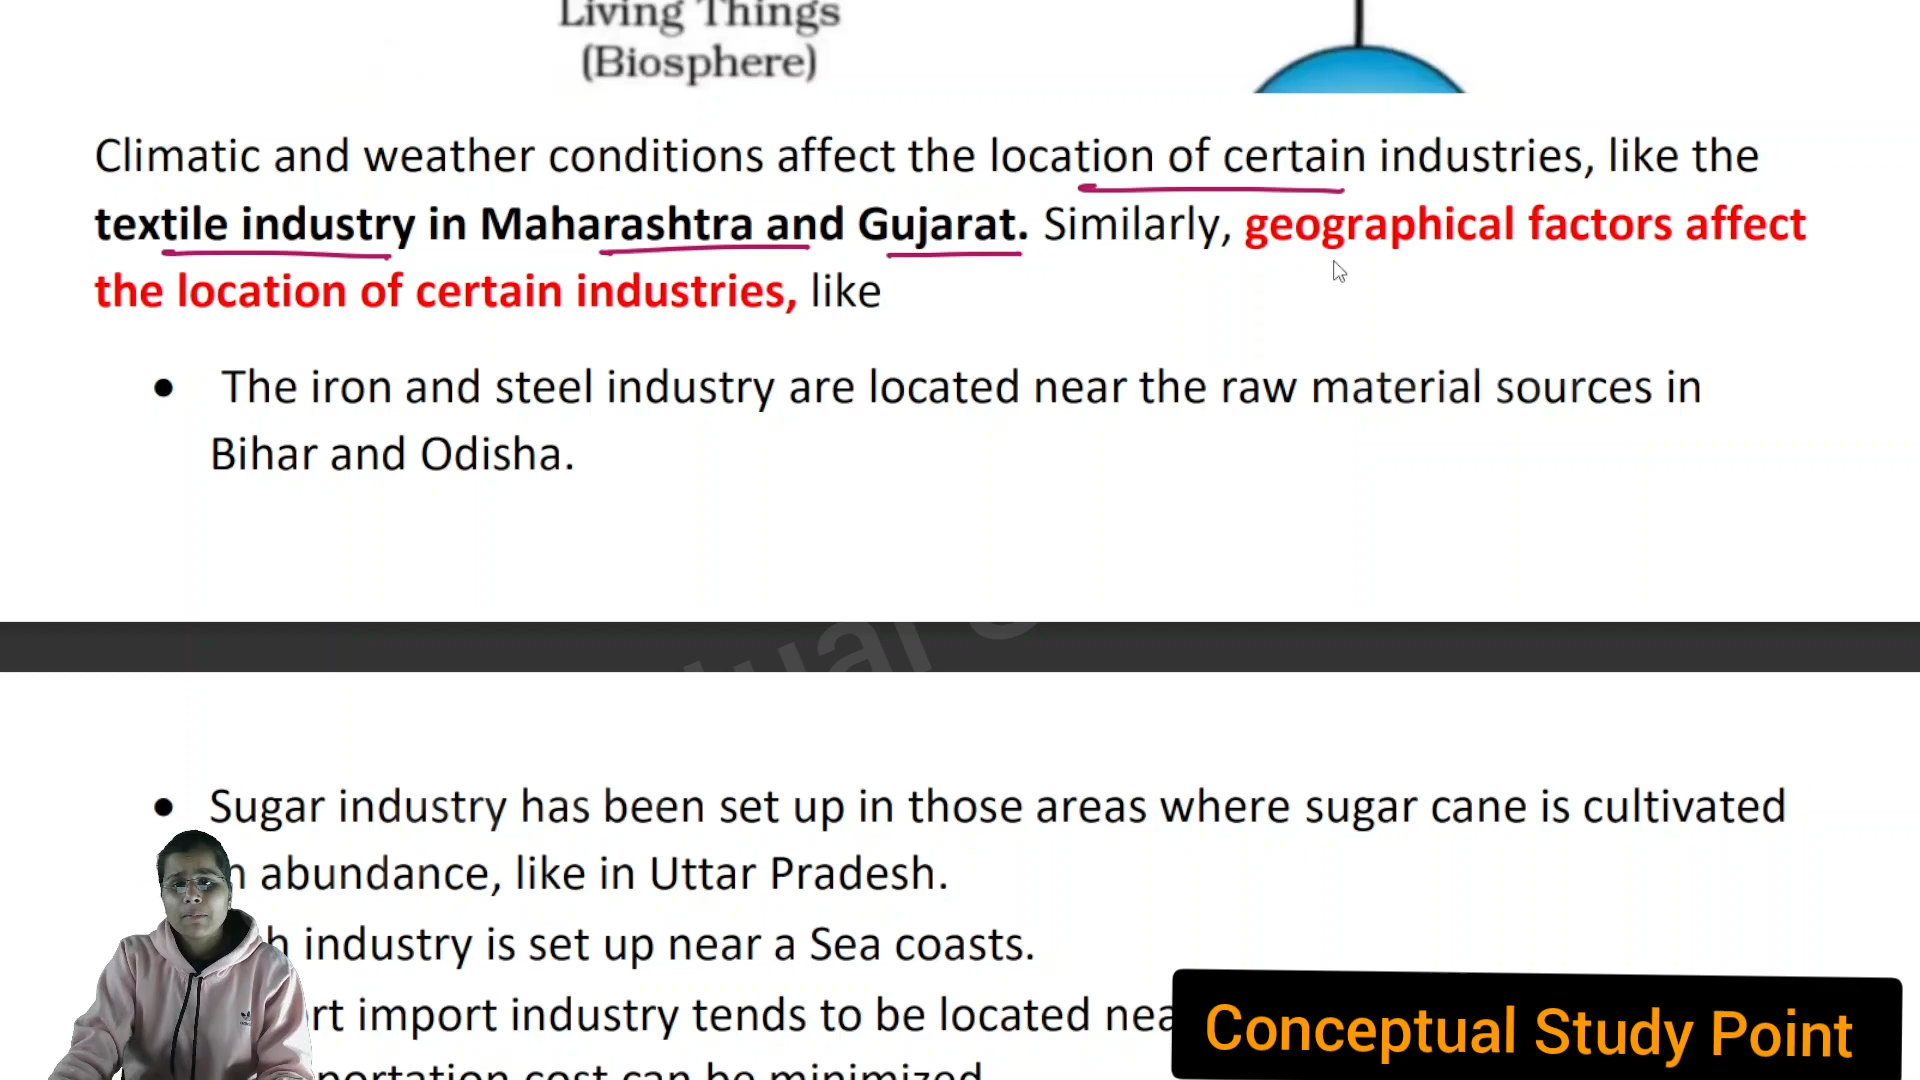 Living Things
(Biosphere)
Climatic and weather conditions affect the location of certain industries, like the
textile industry in Maharashtra and Gujarat. Similarly, geographical factors affect
the location of certain industries, like
• The iron and steel industry are located near the raw material sources in
Bihar and Odisha.
• Sugar industry has been set up in those areas where sugar cane is cultivated
abundance, like in Uttar Pradesh.
industry is set up near a Sea coasts.
import industry tends to be located
cost can be minimized
Conceptual Study Point